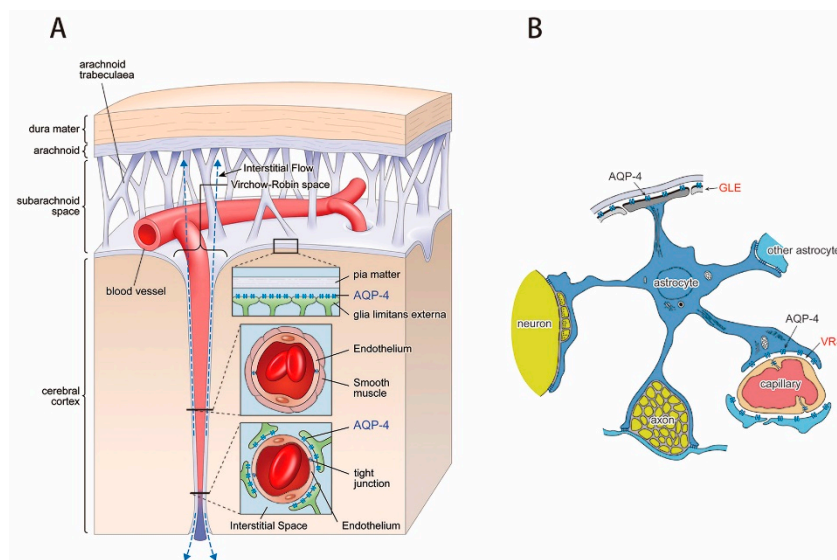 A
arachnoid
trabeculaea
dura mater
arachnoid
Interstitial Flow
Virchow-Robin space
subarachnoid
space
blood vessel
pia matter
AQP-4
glia limitans externa
Endothelium
Smooth
muscle
cerebral
cortex
AQP-4
tight
junction
Interstitial Space
Endothelium
B
AQP-4
GLE
other astrocyte
astrocyte
neuron
AQP-4
VRS
capillary
axon